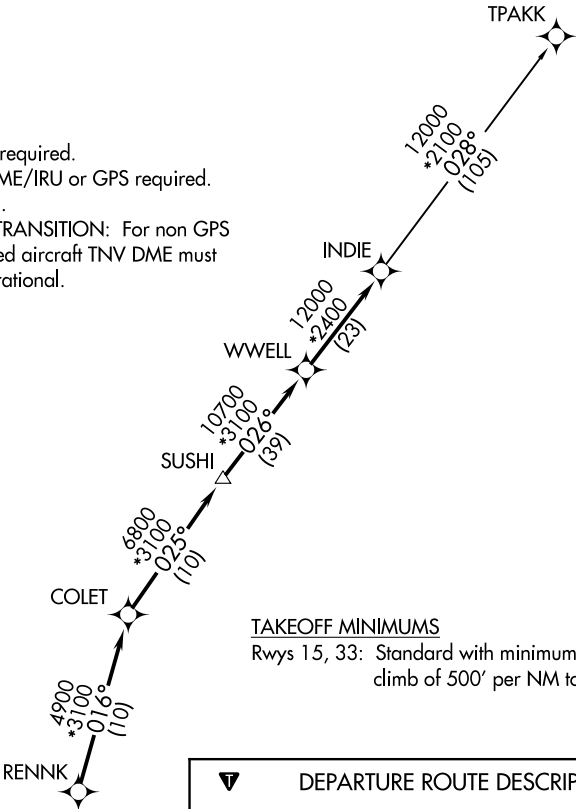 TPAKK
12000
*2100
028°
(105)
required.
ME/IRU or GPS required.
.
TRANSITION: For non GPS
ed aircraft TNV DME must
rational.
INDIE
12000
*2400
(23)
WWELL
10700
*3100
026°
(39)
SUSHI
6800
*3100
025°
(10)
COLET
TAKEOFF MINIMUMS
Rwys 15, 33: Standard with minimum
climb of 500' per NM to
4900
*3100
016°
(10)
RENNK
T DEPARTURE ROUTE DESCRIP